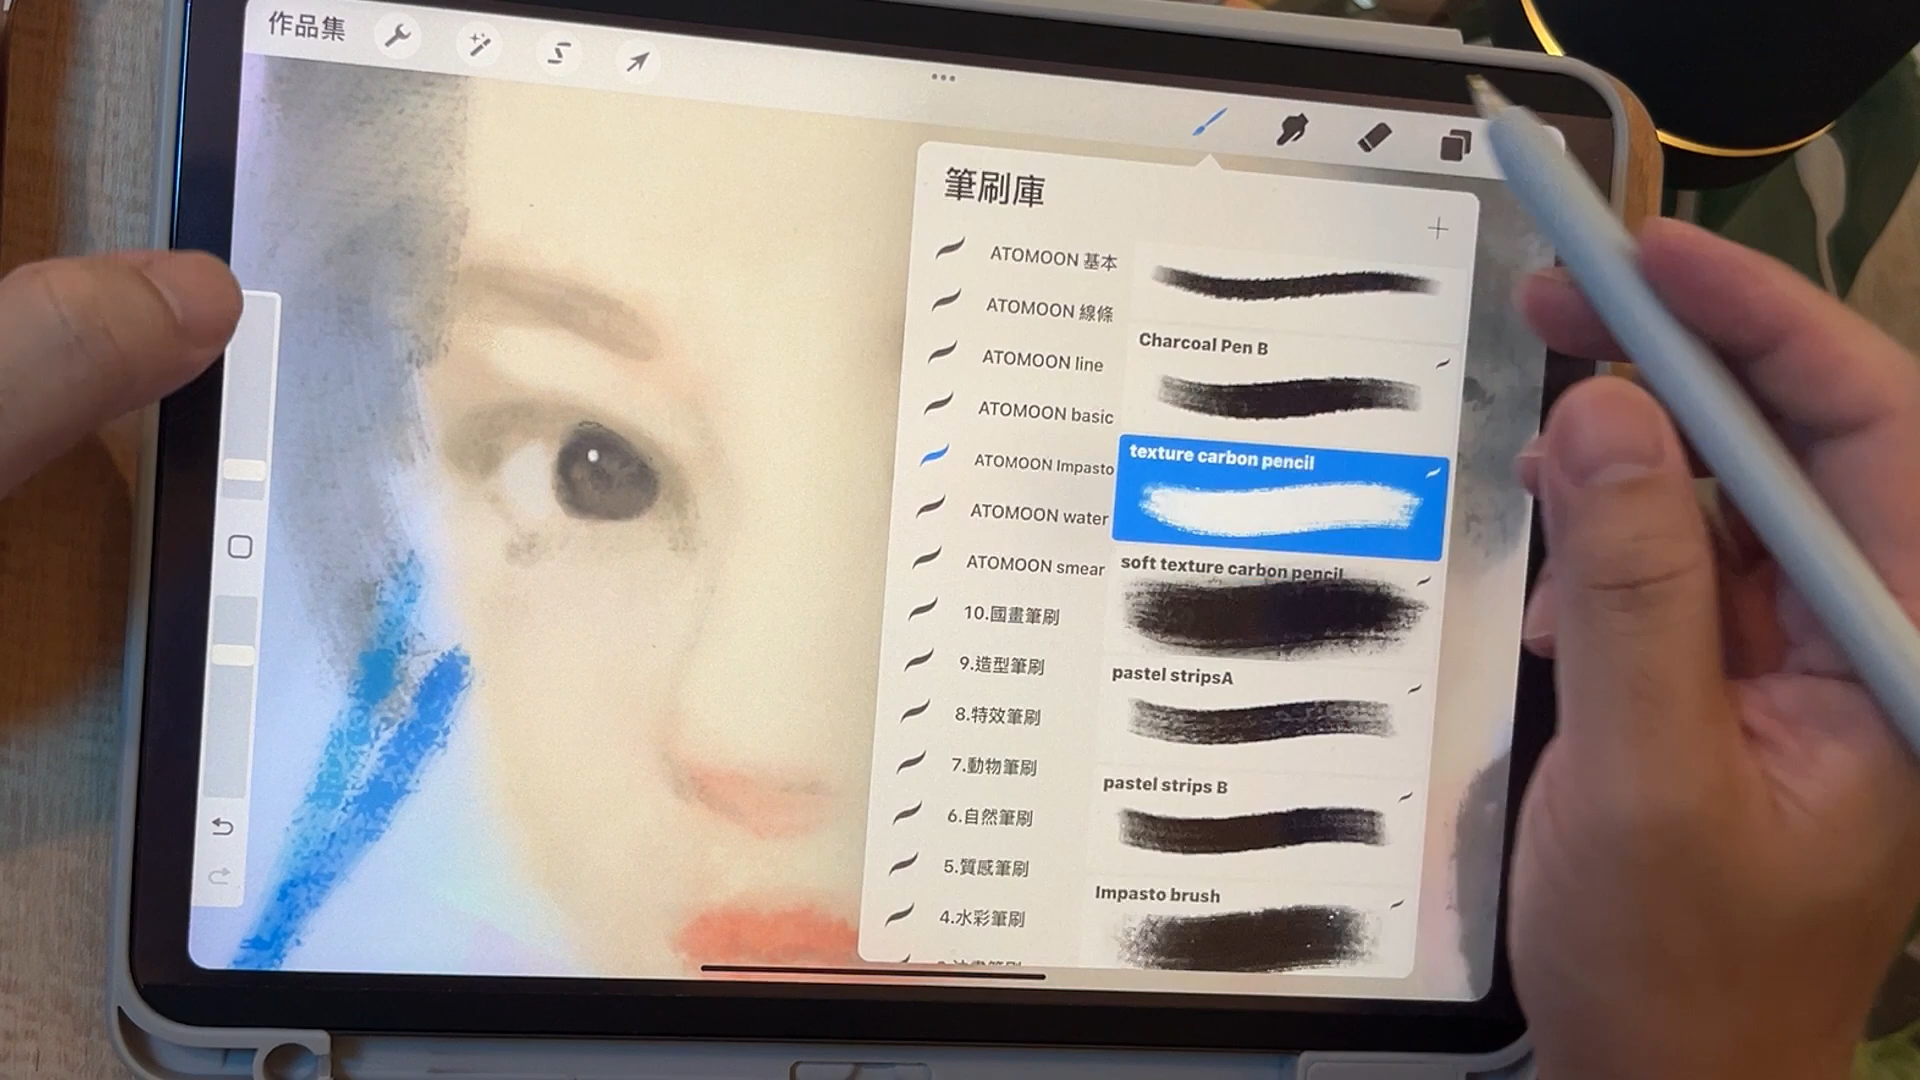 作品集
筆刷庫
ATOMOON 基本
ATOMOON 線條
ATOMOON line
ATOMOON basic
ATOMOON Impasto
ATOMOON water
ATOMOON smear
10.國畫筆刷
9.造型筆刷
8.特效筆刷
7.動物筆刷
6.自然筆刷
5.質感筆刷
4.水彩筆刷
Charcoal Pen B
texture carbon pencil
soft texture carbon pencil
pastel stripsA
pastel strips B
Impasto brush